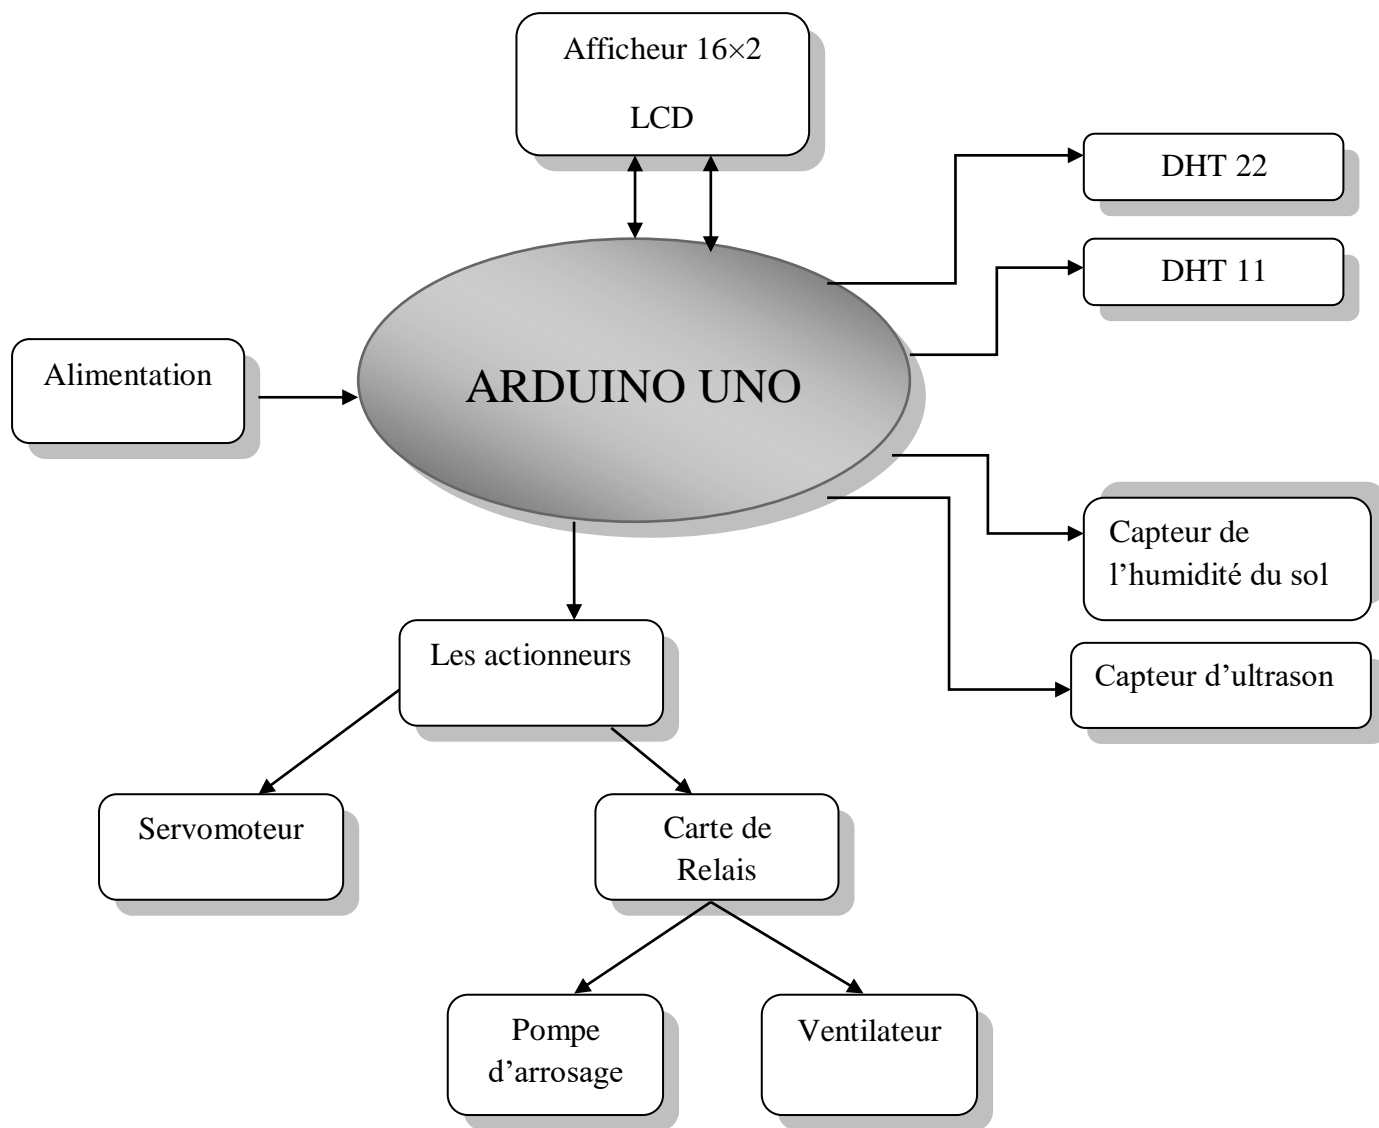 Afficheur 16×2
LCD
DHT 22
DHT 11
Alimentation
ARDUINO UNO
Capteur de
l’humidité du sol
Les actionneurs
Capteur d’ultrason
Servomoteur
Carte de
Relais
Pompe
d’arrosage
Ventilateur